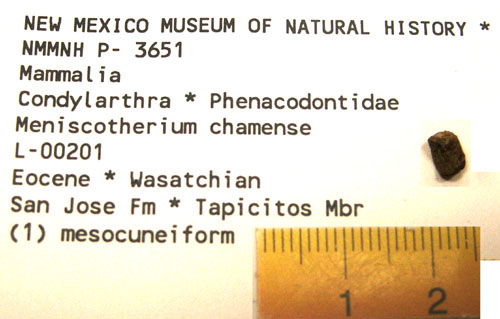 NEW MEXICO MUSEUM OF NATURAL HISTORY *
NMMNH P- 3651
Mammalia
Condylarthra * Phenacodontidae
Meniscotherium chamense
L-00201
Eocene * Wasatchian
San Jose Fm * Tapicitos Mbr
(1) mesocuneiform
1 2